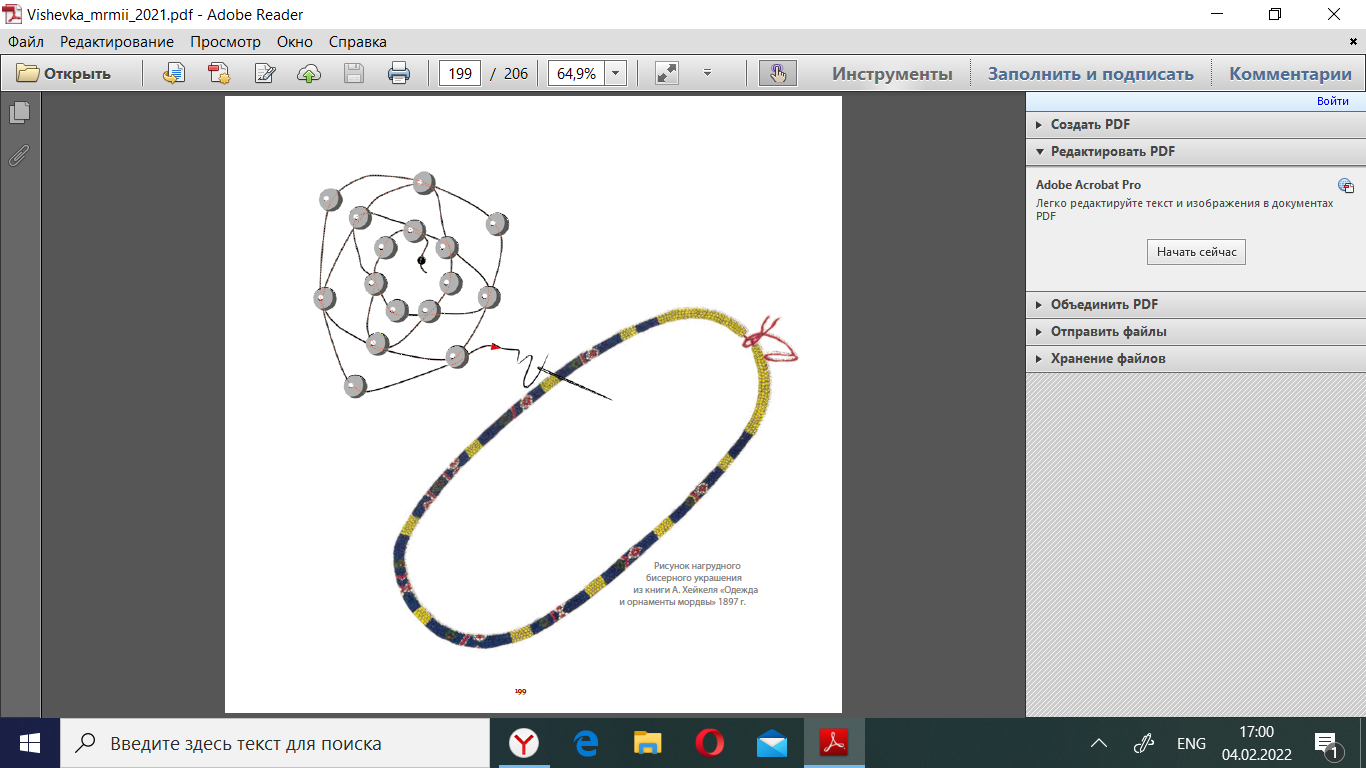 Vishevka_mrmii_2021.pdf - Adobe Reader
Файл Редактирование Просмотр Окно Справка
Открыть 199 / 206 64,9% Инструменты Заполнить и подписать Комментарии
Войти
Создать PDF
Редактировать PDF
Adobe Acrobat Pro
Легко редактируйте текст и изображения в документах
PDF
Начать сейчас
Объединить PDF
Отправить файлы
Хранение файлов
Рисунок нагрудного
бисерного украшения
из книги А. Хейкеля «Одежда
и орнаменты мордвы» 1897 г.
199
Введите здесь текст для поиска
ENG
17:00
04.02.2022
1